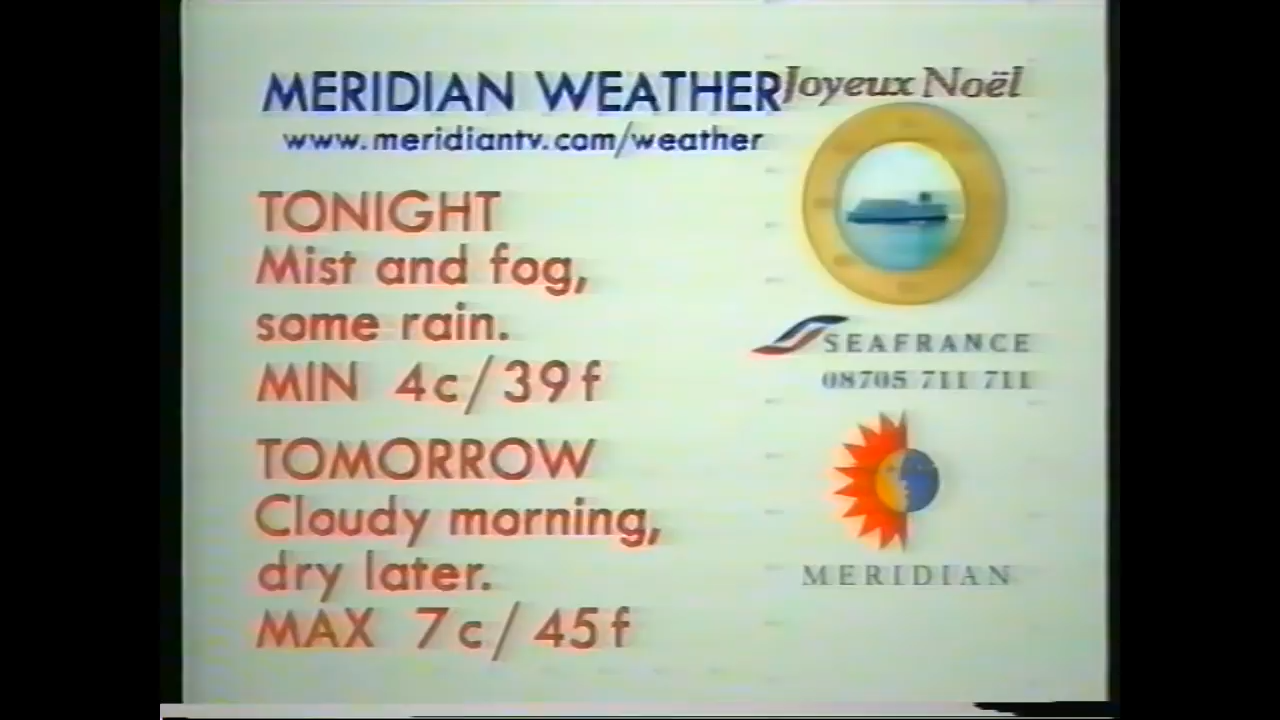 MERIDIAN WEATHER
www.meridiantv.com/weather
TONIGHT
Mist and fog,
some rain.
MIN 4c/39f
TOMORROW
Cloudy morning,
dry later.
MAX 7c/45f
Joyeux Noël
SEAFRANCE
08705 711 711
MERIDIAN